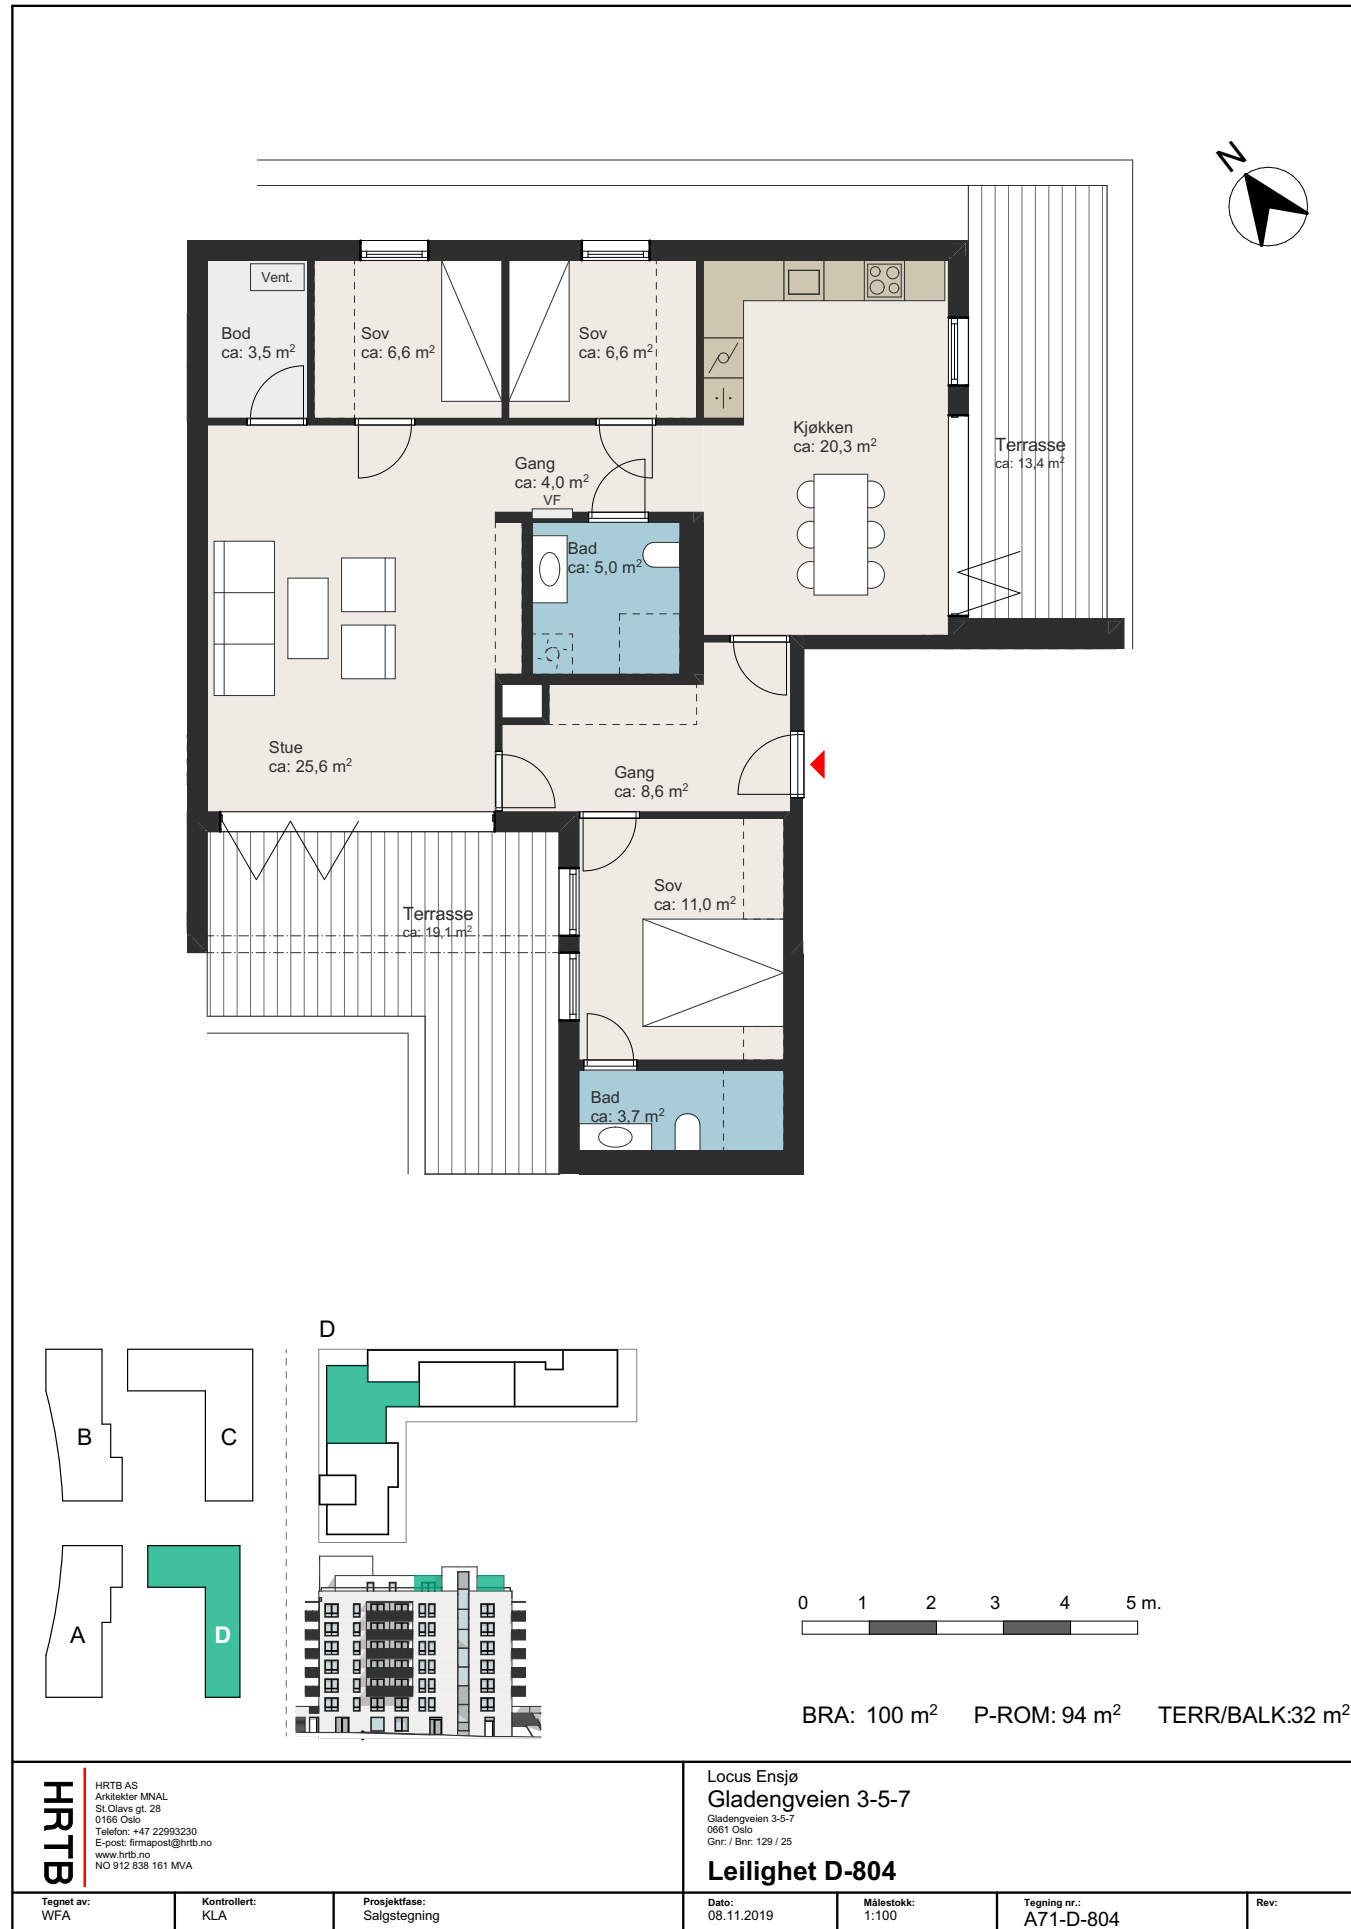 N
Vent.
Bod
ca: 3,5 m²
Sov
ca: 6,6 m²
Sov
ca: 6,6 m²
Kjøkken
ca: 20,3 m²
Terrasse
ca: 13,4 m²
Gang
ca: 4,0 m²
VF
Bad
ca: 5,0 m²
Stue
ca: 25,6 m²
Gang
ca: 8,6 m²
Sov
ca: 11,0 m²
Terrasse
ca: 19,1 m²
Bad
ca: 3,7 m²
D
B
C
A
D
0 1 2 3 4 5 m.
BRA: 100 m² P-ROM: 94 m² TERR/BALK:32 m²
HRTB
HRTB AS
Arkitekter MNAL
St.Olavs gt. 28
0166 Oslo
Telefon: +47 22993230
E-post: firmapost@hrtb.no
www.hrtb.no
NO 912 838 161 MVA
Locus Ensjø
Gladengveien 3-5-7
Gladengveien 3-5-7
0661 Oslo
Gnr: / Bnr: 129 / 25
Leilighet D-804
Tegnet av:
WFA
Kontrollert:
KLA
Prosjektfase:
Salgstegning
Dato:
08.11.2019
Målestokk:
1:100
Tegning nr.:
A71-D-804
Rev: